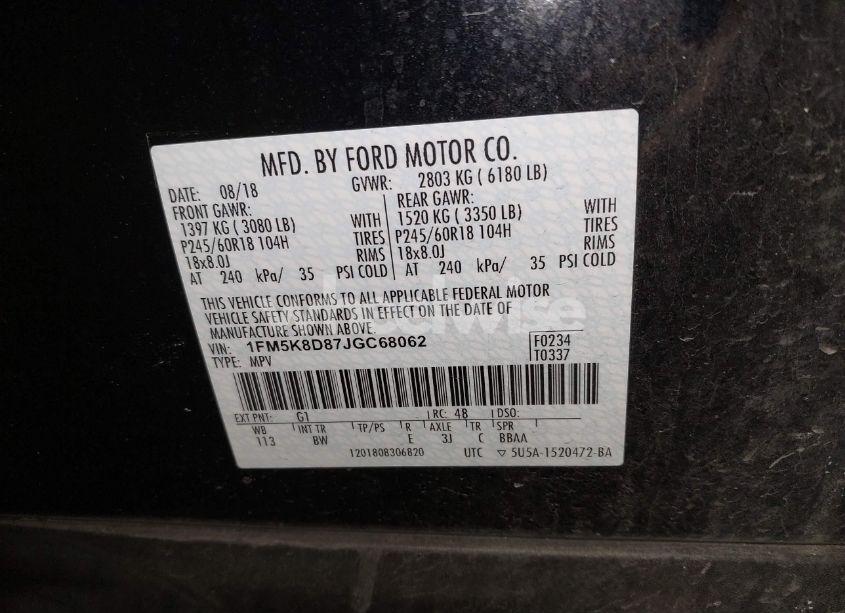 MFD. BY FORD MOTOR CO.
DATE: 08/18 GVWR: 2803 KG ( 6180 LB)
FRONT GAWR: REAR GAWR:
1397 KG ( 3080 LB) WITH 1520 KG ( 3350 LB) WITH
P245/60R18 104H TIRES P245/60R18 104H TIRES
18x8.0J RIMS 18x8.0J RIMS
AT 240 kPa/ 35 PSI COLD AT 240 kPa/ 35 PSI COLD
THIS VEHICLE CONFORMS TO ALL APPLICABLE FEDERAL MOTOR
VEHICLE SAFETY STANDARDS IN EFFECT ON THE DATE OF
MANUFACTURE SHOWN ABOVE.
VIN: 1FM5K8D87JGC68062 F0234
TYPE: MPV T0337
EXT PNT: G1 RC: 48 DSO:
WB INT TR TP/PS R AXLE TR SPR
113 BW E 3J C BBAA
1201808306820 UTC ▽ 5U5A-1520472-BA